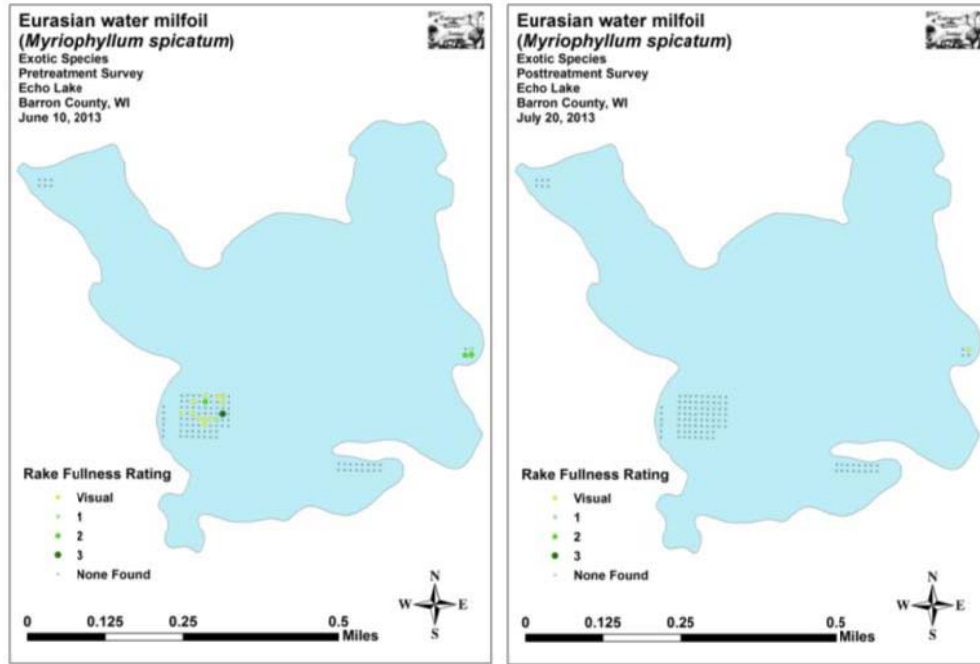 Eurasian water milfoil
(Myriophyllum spicatum)
Exotic Species
Pretreatment Survey
Echo Lake
Barron County, WI
June 10, 2013
Rake Fullness Rating
Visual
1
2
3
None Found
N
W E
S
0 0.125 0.25 0.5
Miles
Eurasian water milfoil
(Myriophyllum spicatum)
Exotic Species
Posttreatment Survey
Echo Lake
Barron County, WI
July 20, 2013
Rake Fullness Rating
Visual
1
2
3
None Found
N
W E
S
0 0.125 0.25 0.5
Miles